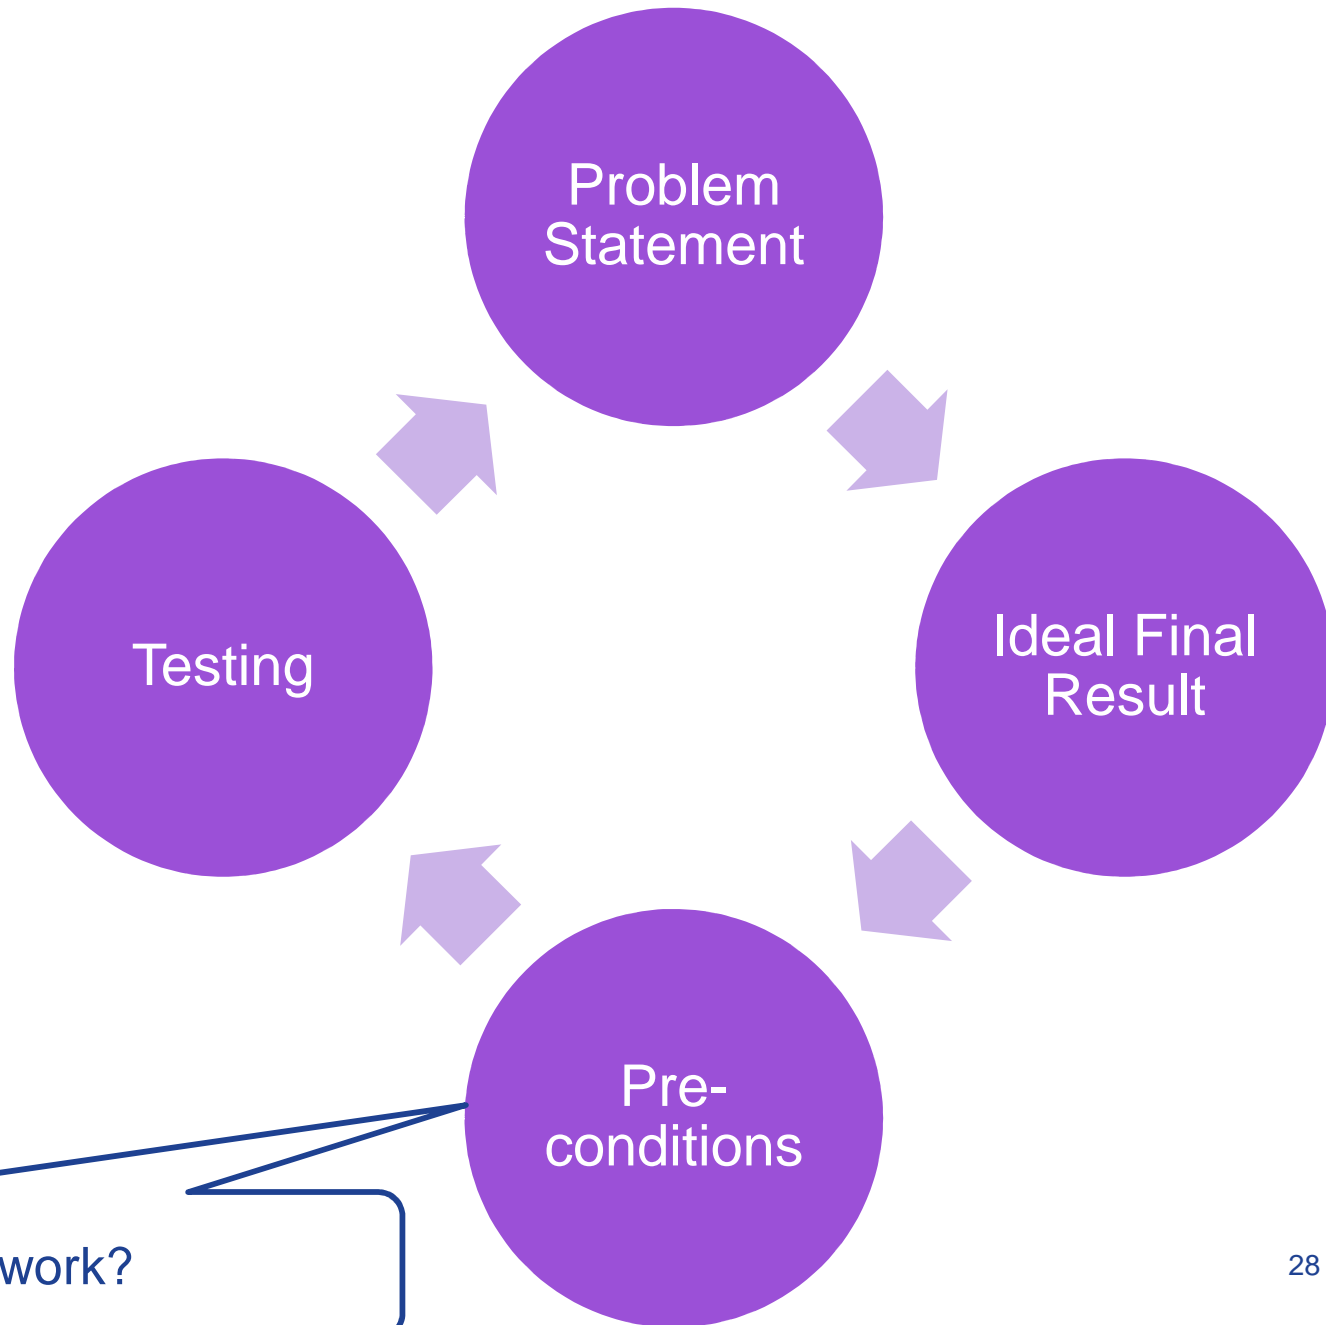 Problem
Statement
Ideal Final
Result
Pre-
conditions
Testing
work?
28